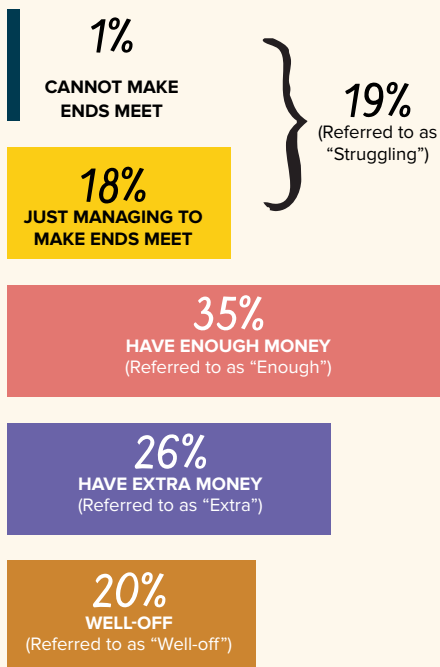 1%
CANNOT MAKE
ENDS MEET
19%
(Referred to as
“Struggling”)
18%
JUST MANAGING TO
MAKE ENDS MEET
35%
HAVE ENOUGH MONEY
(Referred to as “Enough”)
26%
HAVE EXTRA MONEY
(Referred to as “Extra”)
20%
WELL-OFF
(Referred to as “Well-off”)